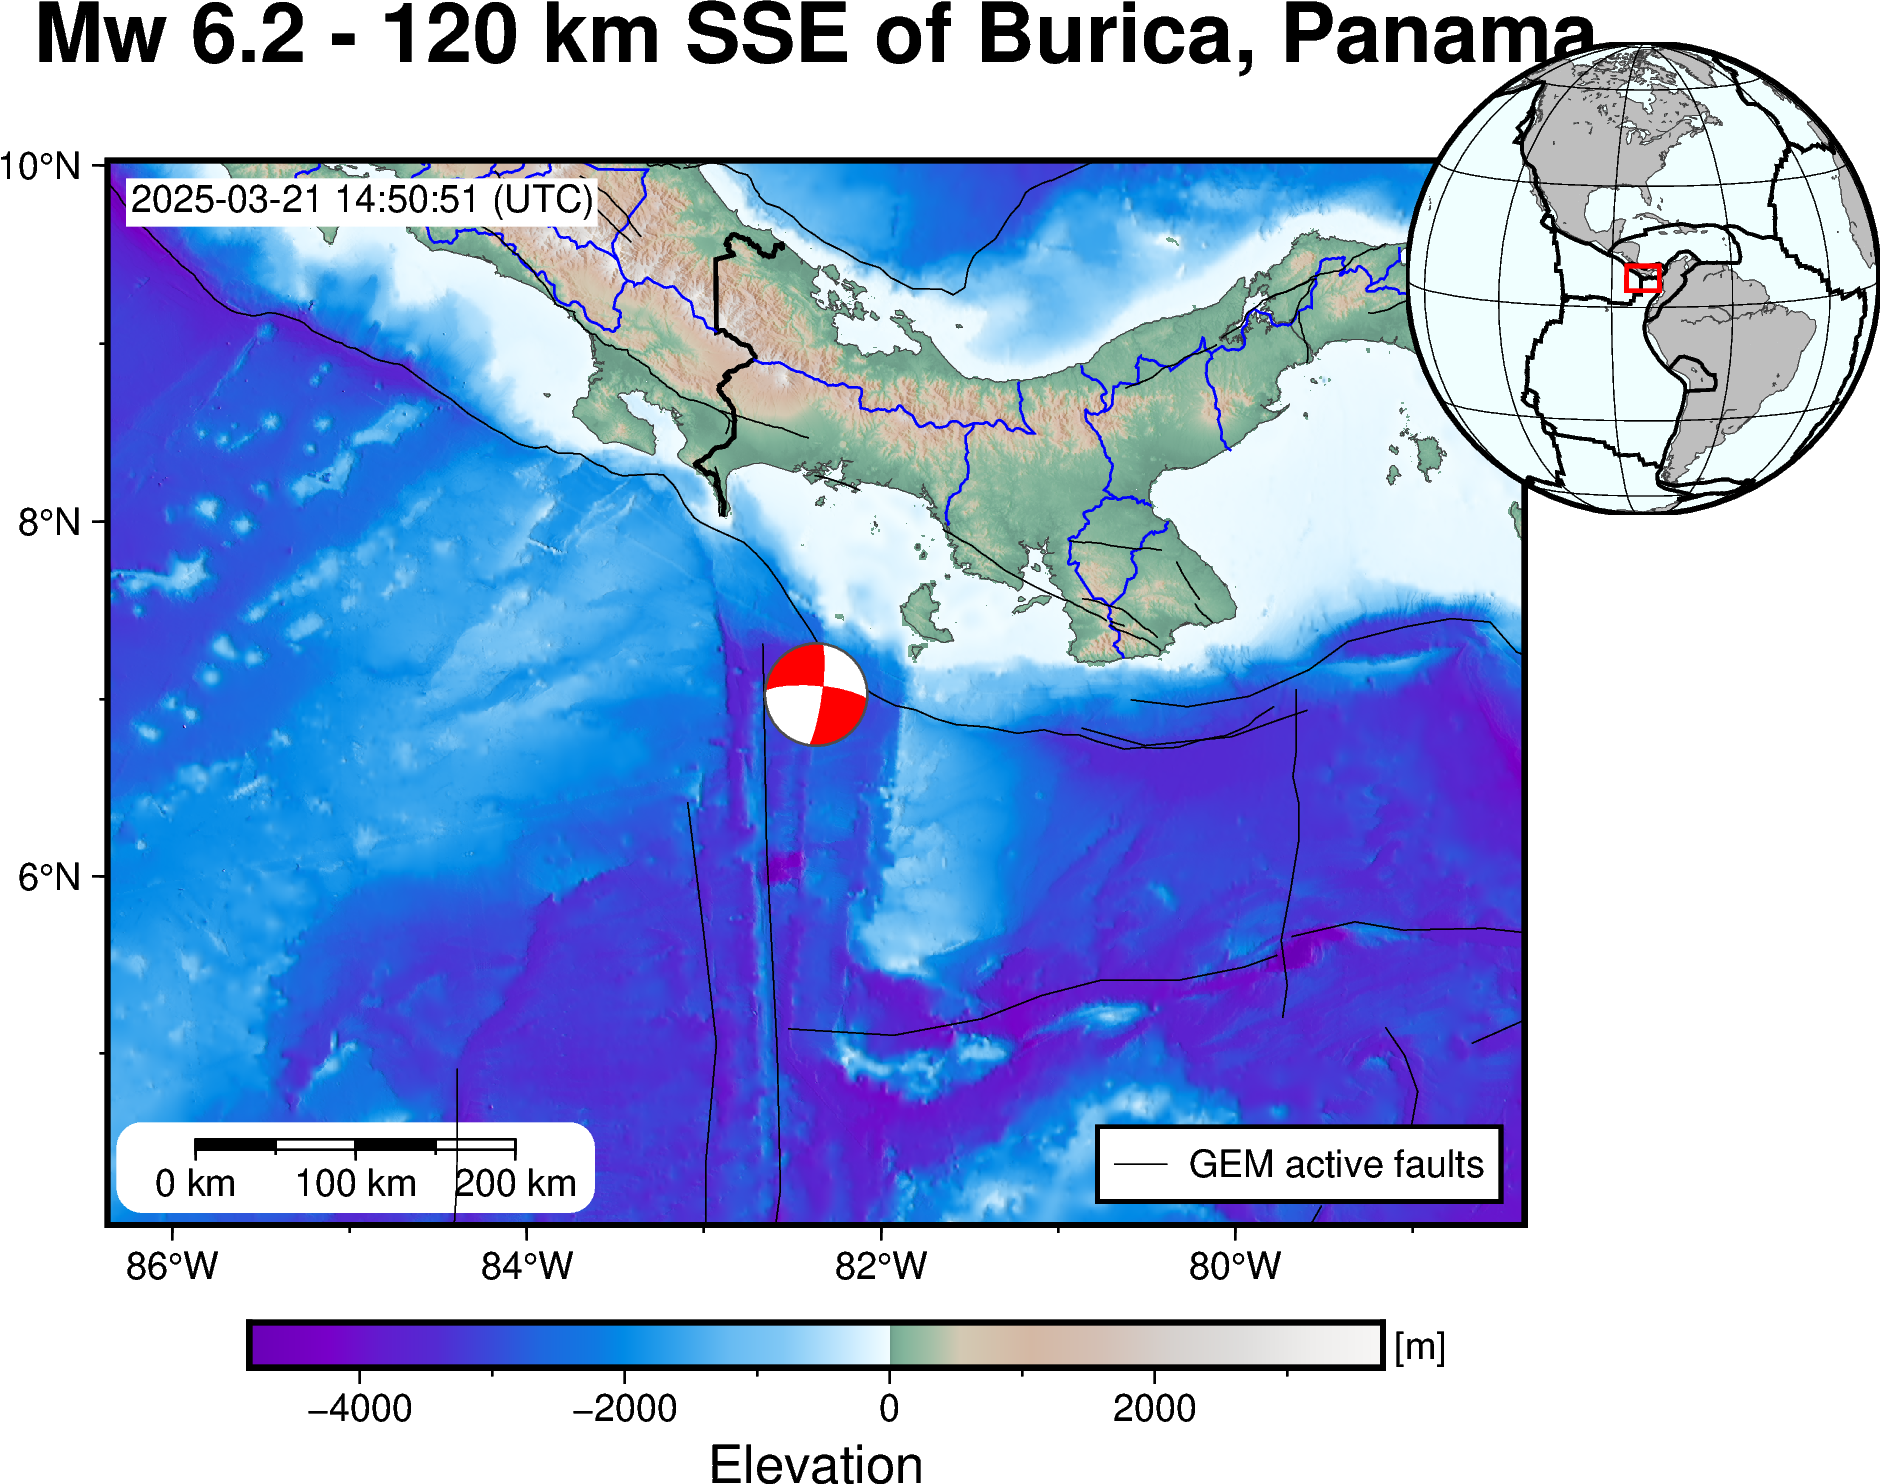 Mw 6.2 - 120 km SSE of Burica, Panama
10°N
2025-03-21 14:50:51 (UTC)
8°N
6°N
0 km 100 km 200 km
GEM active faults
86°W 84°W 82°W 80°W
[m]
−4000 −2000 0 2000
Elevation